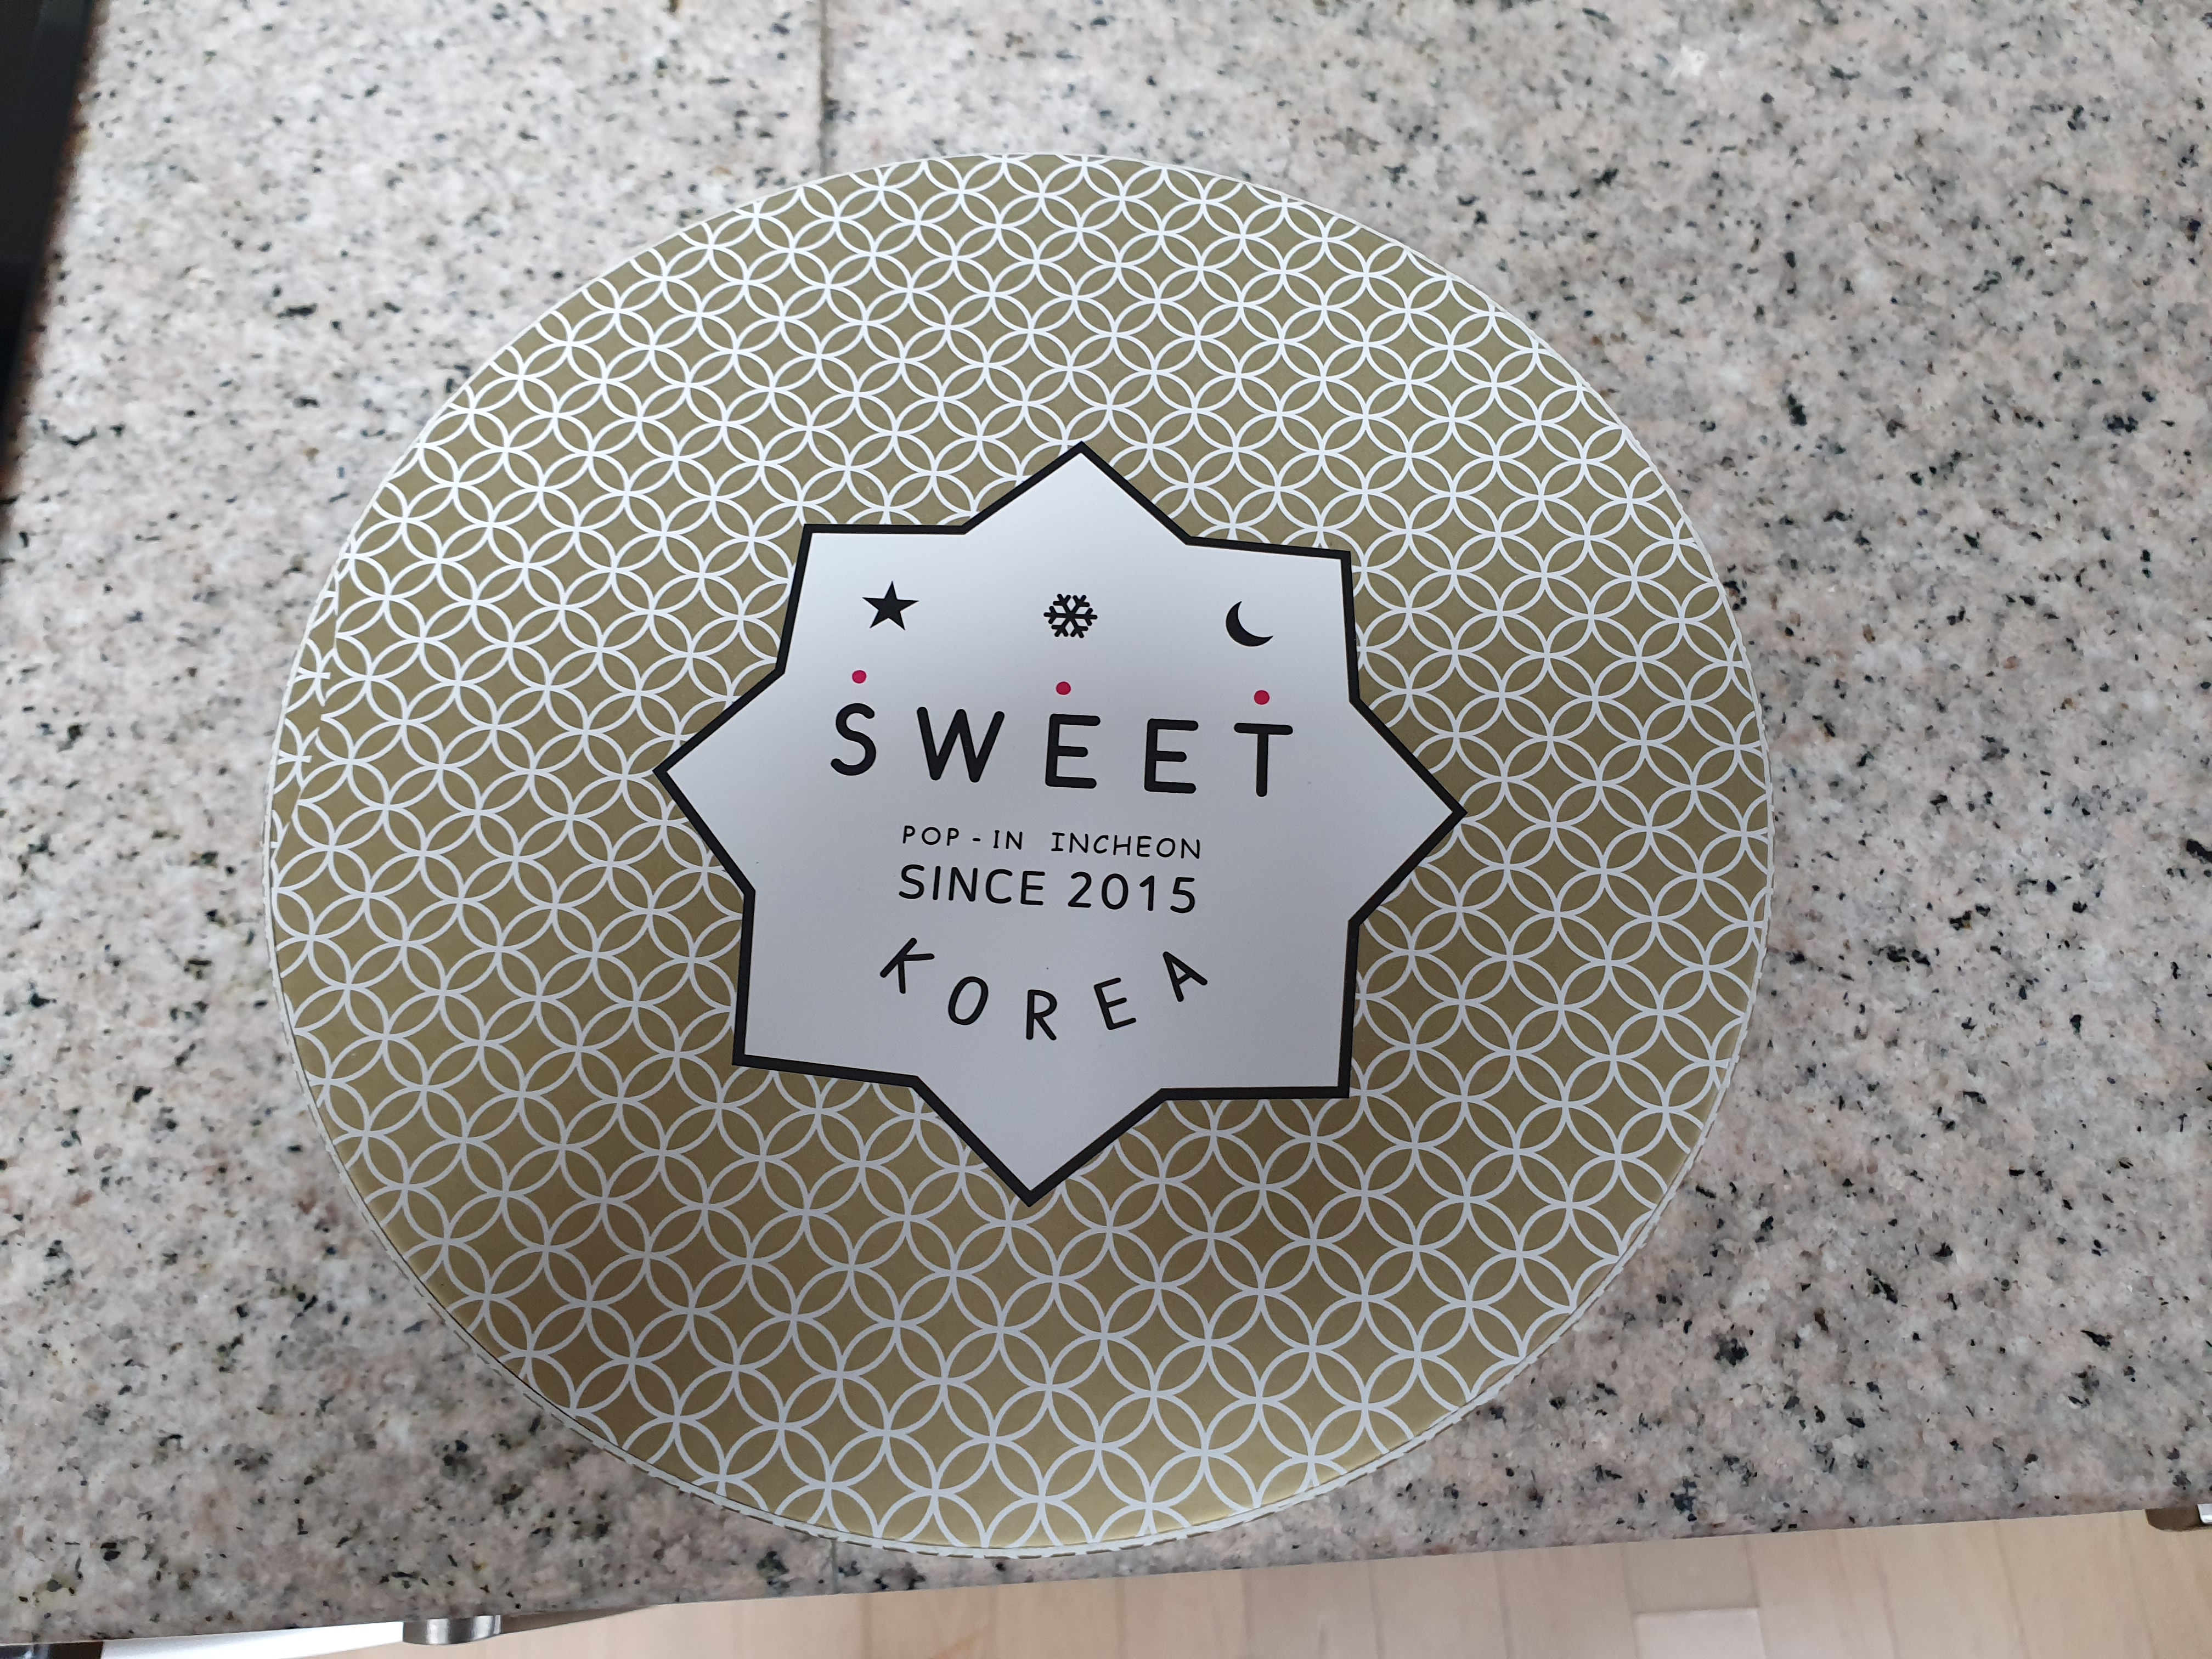 SWEET
POP-IN INCHEON
SINCE 2015
KOREA